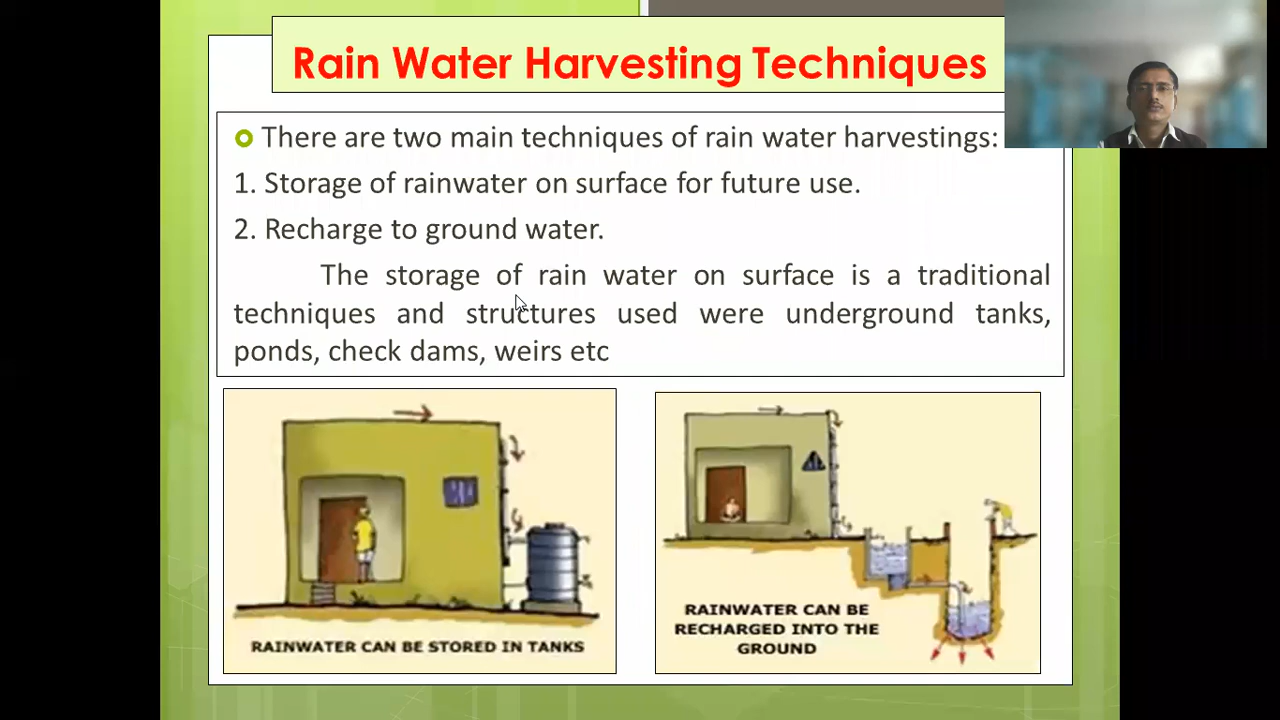 Rain Water Harvesting Techniques
There are two main techniques of rain water harvestings:
1. Storage of rainwater on surface for future use.
2. Recharge to ground water.
The storage of rain water on surface is a traditional
techniques and structures used were underground tanks,
ponds, check dams, weirs etc
RAINWATER CAN BE STORED IN TANKS
RAINWATER CAN BE
RECHARGED INTO THE
GROUND